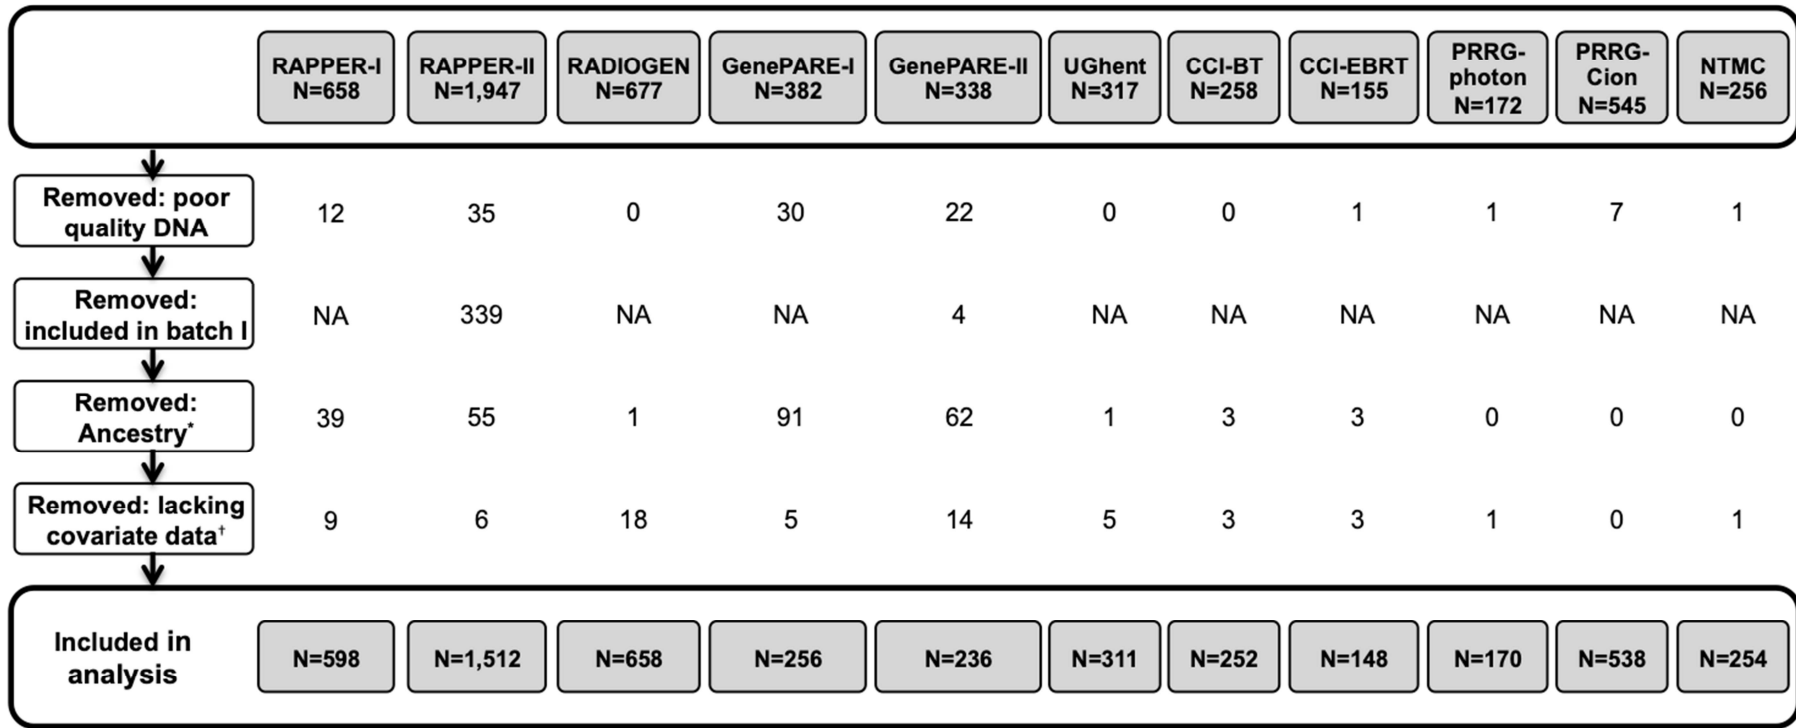 RAPPER-I RAPPER-II RADIOGEN GenePARE-I GenePARE-II UGhent CCI-BT CCI-EBRT PRRG-photon PRRG-Cion NTMC
N=658 N=1,947 N=677 N=382 N=338 N=317 N=258 N=155 N=172 N=545 N=256
Removed: poor
quality DNA
12 35 0 30 22 0 0 1 1 7 1
Removed:
included in batch I
NA 339 NA NA 4 NA NA NA NA NA NA
Removed:
Ancestry*
39 55 1 91 62 1 3 3 0 0 0
Removed: lacking
covariate data†
9 6 18 5 14 5 3 3 1 0 1
Included in
analysis
N=598 N=1,512 N=658 N=256 N=236 N=311 N=252 N=148 N=170 N=538 N=254